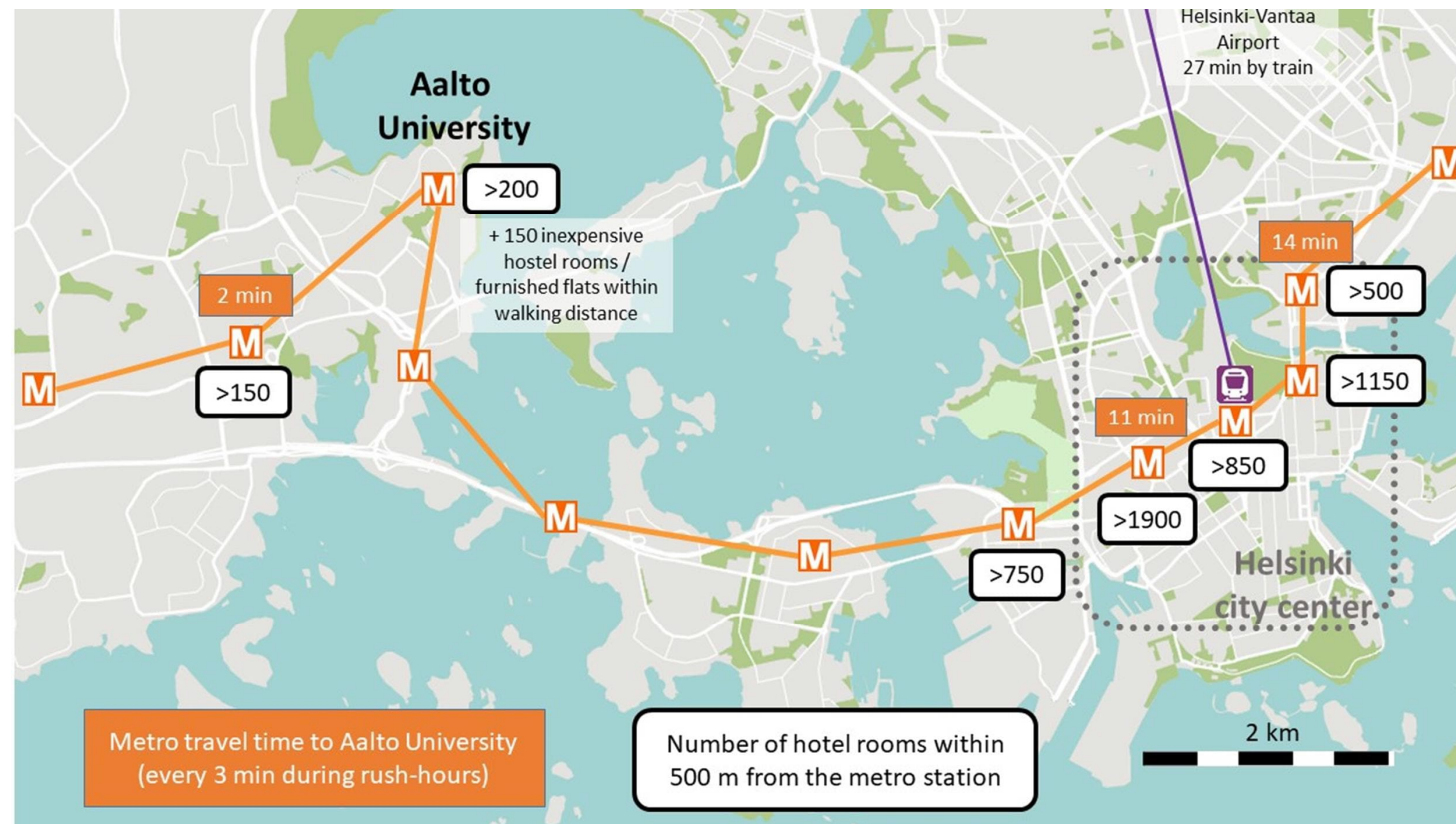 Helsinki-Vantaa
Airport
27 min by train
Aalto
University
M
>200
+ 150 inexpensive
hostel rooms /
furnished flats within
walking distance
2 min
M
>150
M
M
M
M
M
>750
11 min
M
>1900
M
>850
M
>1150
M
>500
14 min
M
Helsinki
city center
Metro travel time to Aalto University
(every 3 min during rush-hours)
Number of hotel rooms within
500 m from the metro station
2 km